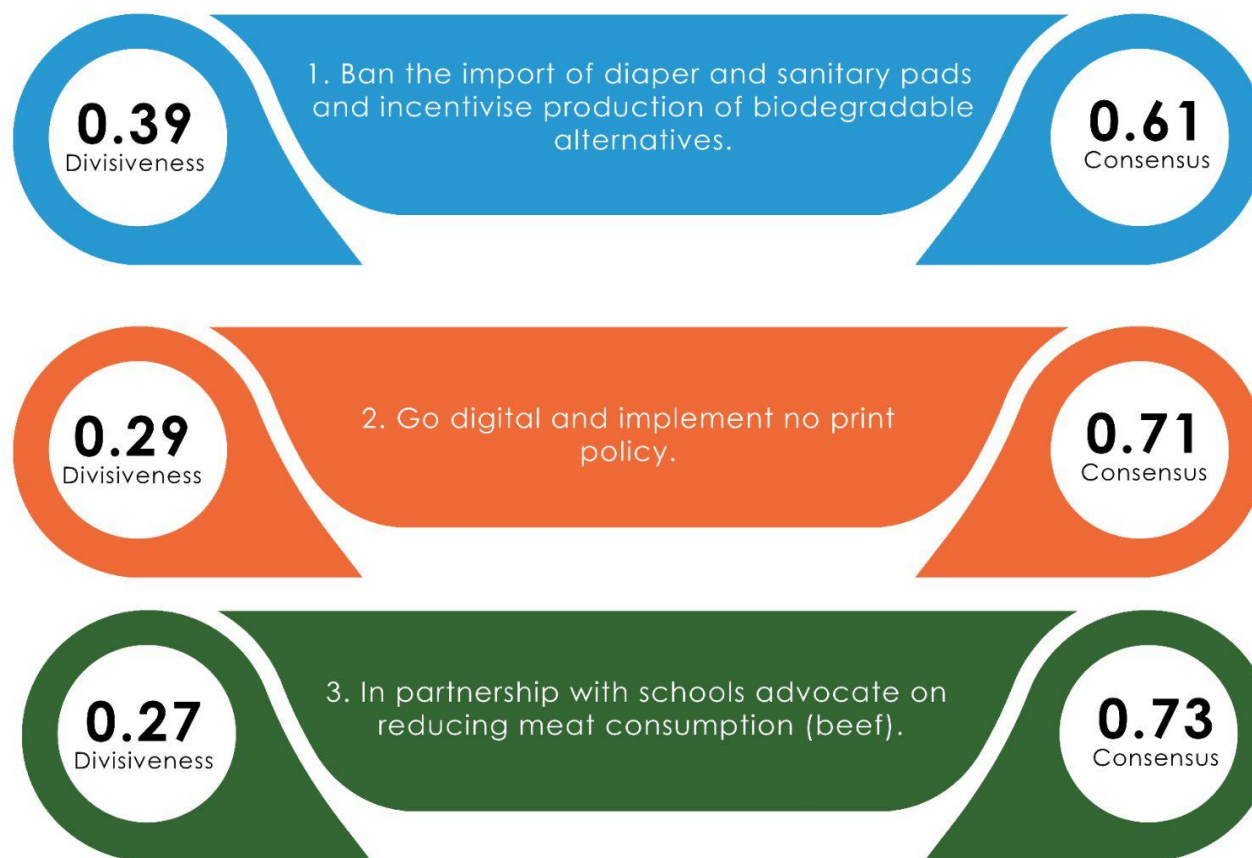 1. Ban the import of diaper and sanitary pads
and incentivise production of biodegradable
alternatives.
0.39
Divisiveness
0.61
Consensus
2. Go digital and implement no print
policy.
0.29
Divisiveness
0.71
Consensus
3. In partnership with schools advocate on
reducing meat consumption (beef).
0.27
Divisiveness
0.73
Consensus